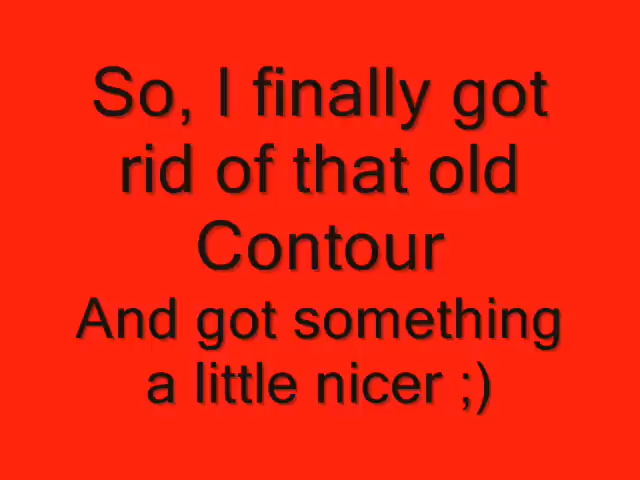 So, I finally got
rid of that old
Contour
And got something
a little nicer ;)